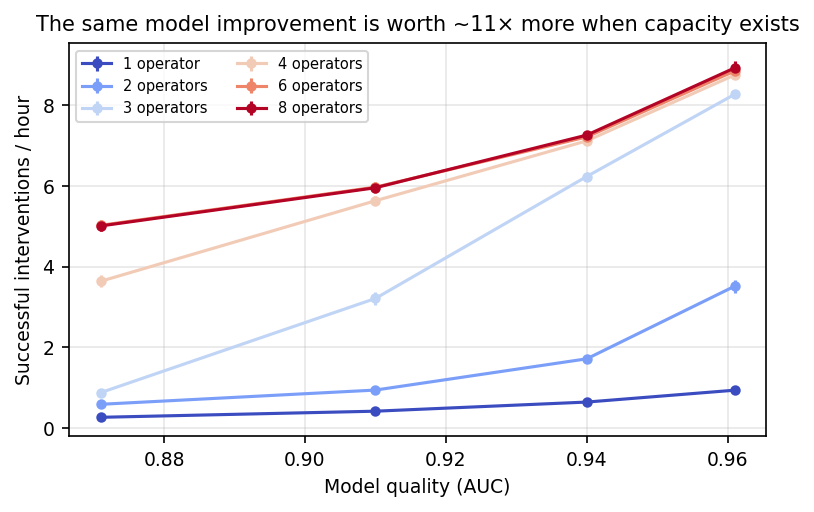 The same model improvement is worth ~11× more when capacity exists
1 operator
2 operators
3 operators
4 operators
6 operators
8 operators
Successful interventions / hour
8
6
4
2
0
0.88 0.90 0.92 0.94 0.96
Model quality (AUC)